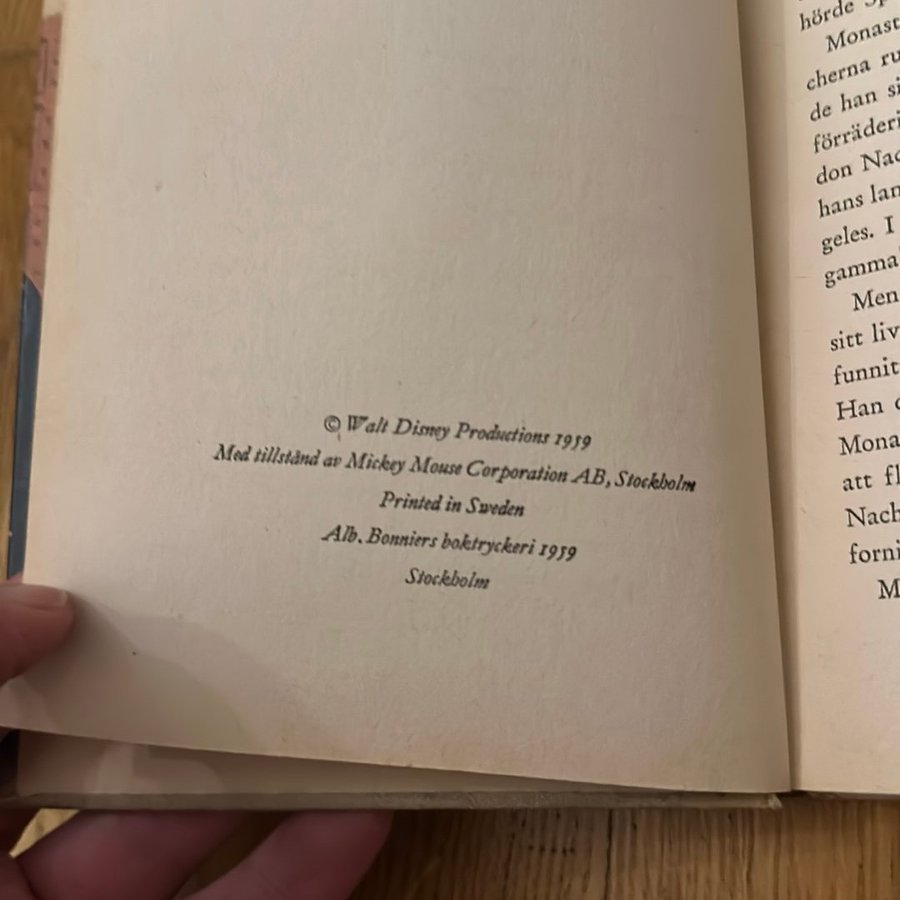 © Walt Disney Productions 1959
Med tillstånd av Mickey Mouse Corporation AB, Stockholm
Printed in Sweden
Alb. Bonniers boktryckeri 1959
Stockholm
hörde
Monast
cherna ru
de han si
förräderi
don Nac
hans lan
geles. I
gamma
Men
sitt liv
funnit
Han
Mona
att fl
Nach
forni
M